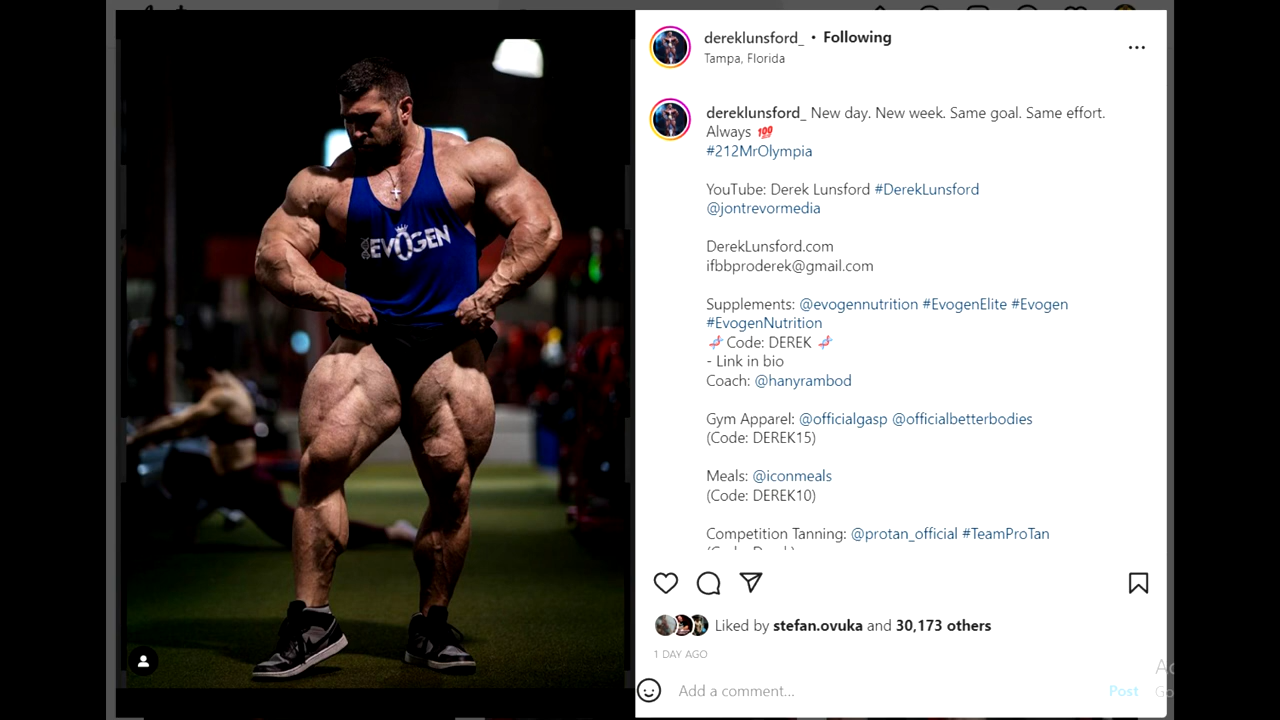 EVOGEN
dereklunsford_ • Following
Tampa, Florida
dereklunsford_ New day. New week. Same goal. Same effort.
Always 💯
#212MrOlympia
YouTube: Derek Lunsford #DerekLunsford
@jontrevormedia
DerekLunsford.com
ifbbproderek@gmail.com
Supplements: @evogennutrition #EvogenElite #Evogen
#EvogenNutrition
🧬 Code: DEREK 🧬
- Link in bio
Coach: @hanyrambod
Gym Apparel: @officialgasp @officialbetterbodies
(Code: DEREK15)
Meals: @iconmeals
(Code: DEREK10)
Competition Tanning: @protan_official #TeamProTan
Liked by stefan.ovuka and 30,173 others
1 DAY AGO
Add a comment...
Post